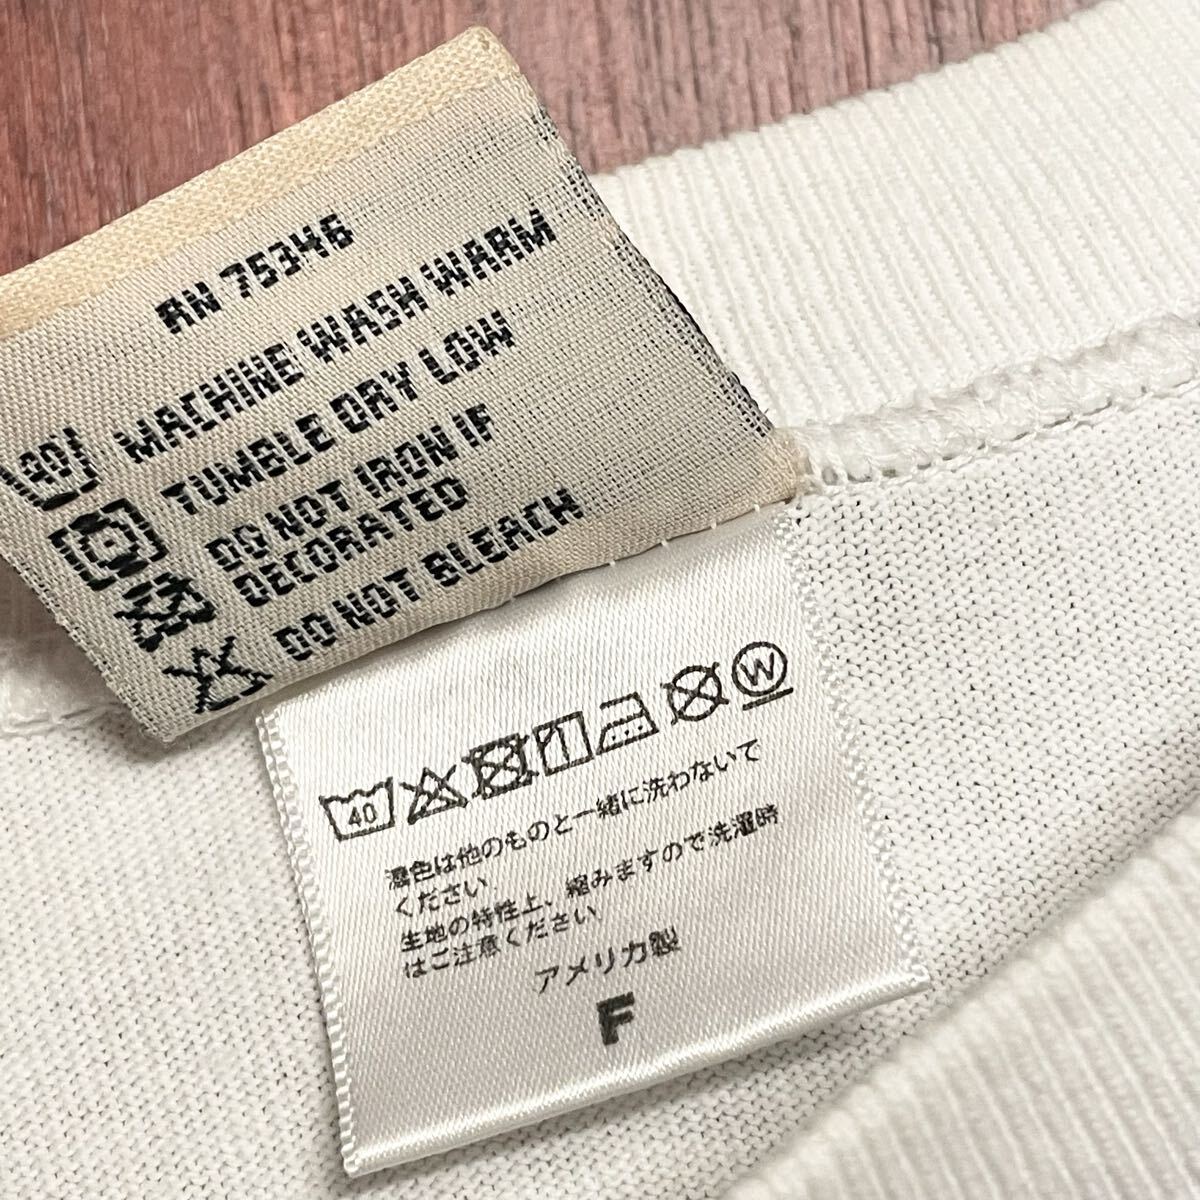 RN 75346
40 MACHINE WASH WARM
TUMBLE DRY LOW
DO NOT IRON IF
DECORATED
DO NOT BLEACH
40 W
濃色は他のものと一緒に洗わないで
ください
生地の特性上、縮みますので洗濯時
はご注意ください
アメリカ製
F